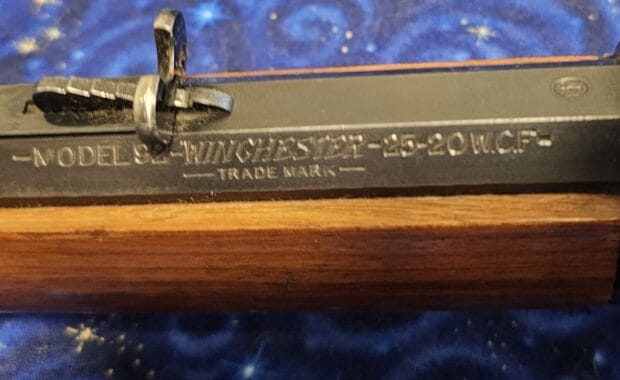 -MODEL 92-WINCHESTER-25-20 W.C.F-
—TRADE MARK—